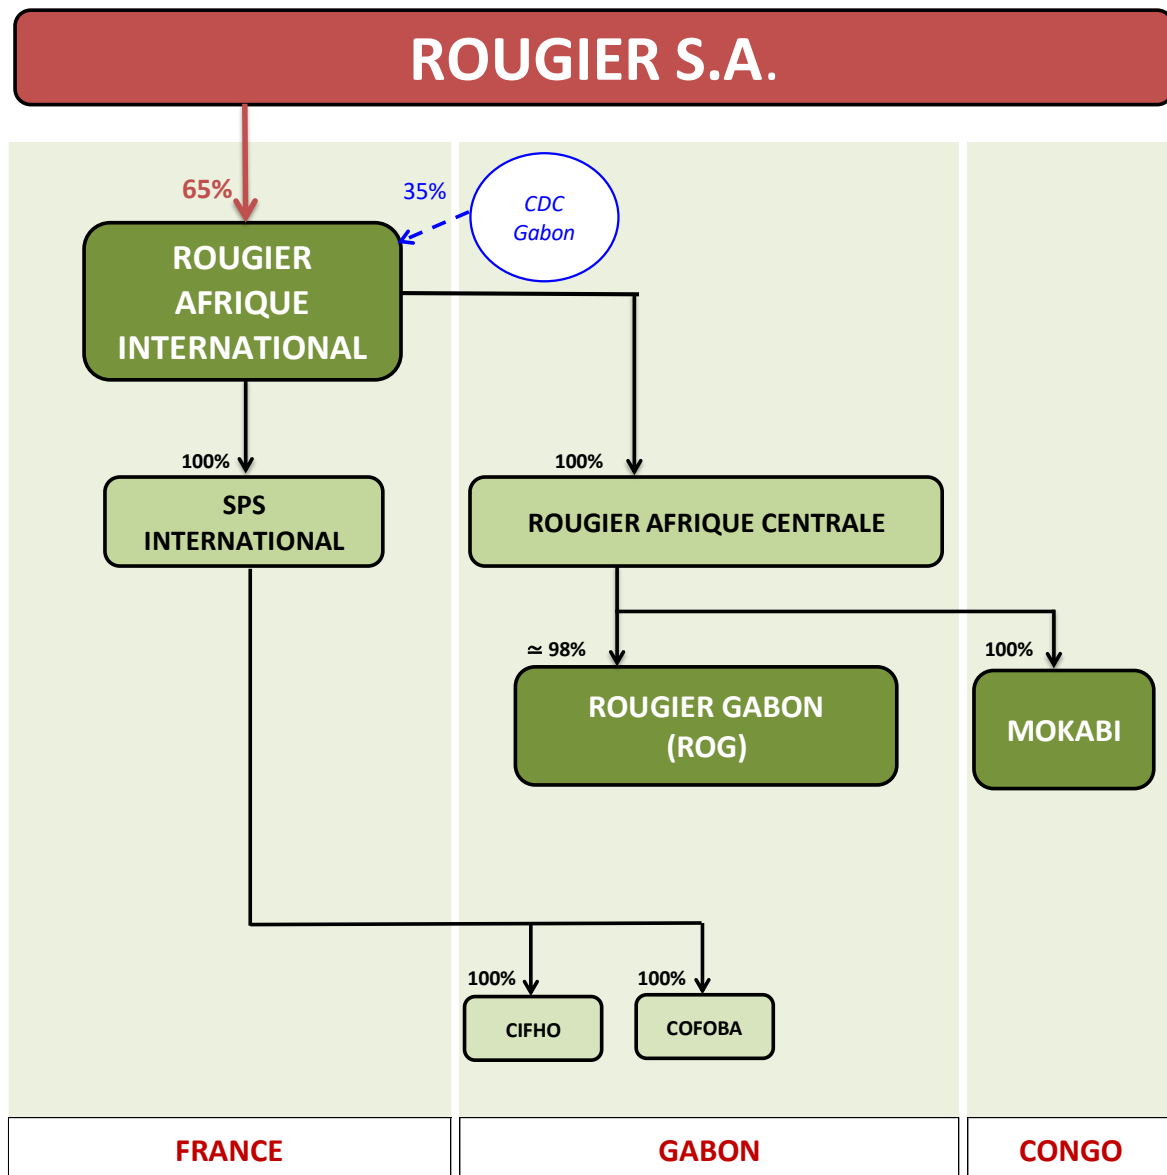 ROUGIER S.A.
65%
35%
CDC
Gabon
ROUGIER
AFRIQUE
INTERNATIONAL
100%
100%
SPS
INTERNATIONAL
ROUGIER AFRIQUE CENTRALE
≃ 98%
100%
ROUGIER GABON
(ROG)
MOKABI
100%
100%
CIFHO
COFOBA
FRANCE
GABON
CONGO